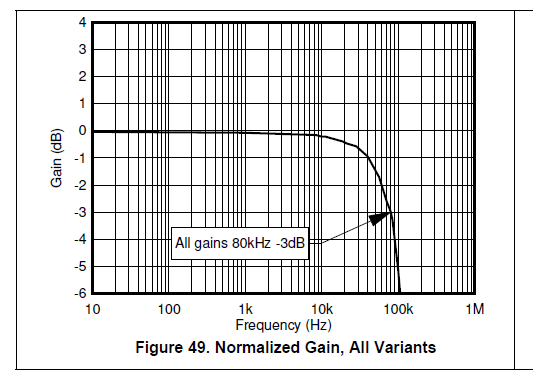 4
3
2
1
0
-1
-2
-3
-4
-5
-6
Gain (dB)
All gains 80kHz -3dB
10 100 1k 10k 100k 1M
Frequency (Hz)
Figure 49. Normalized Gain, All Variants